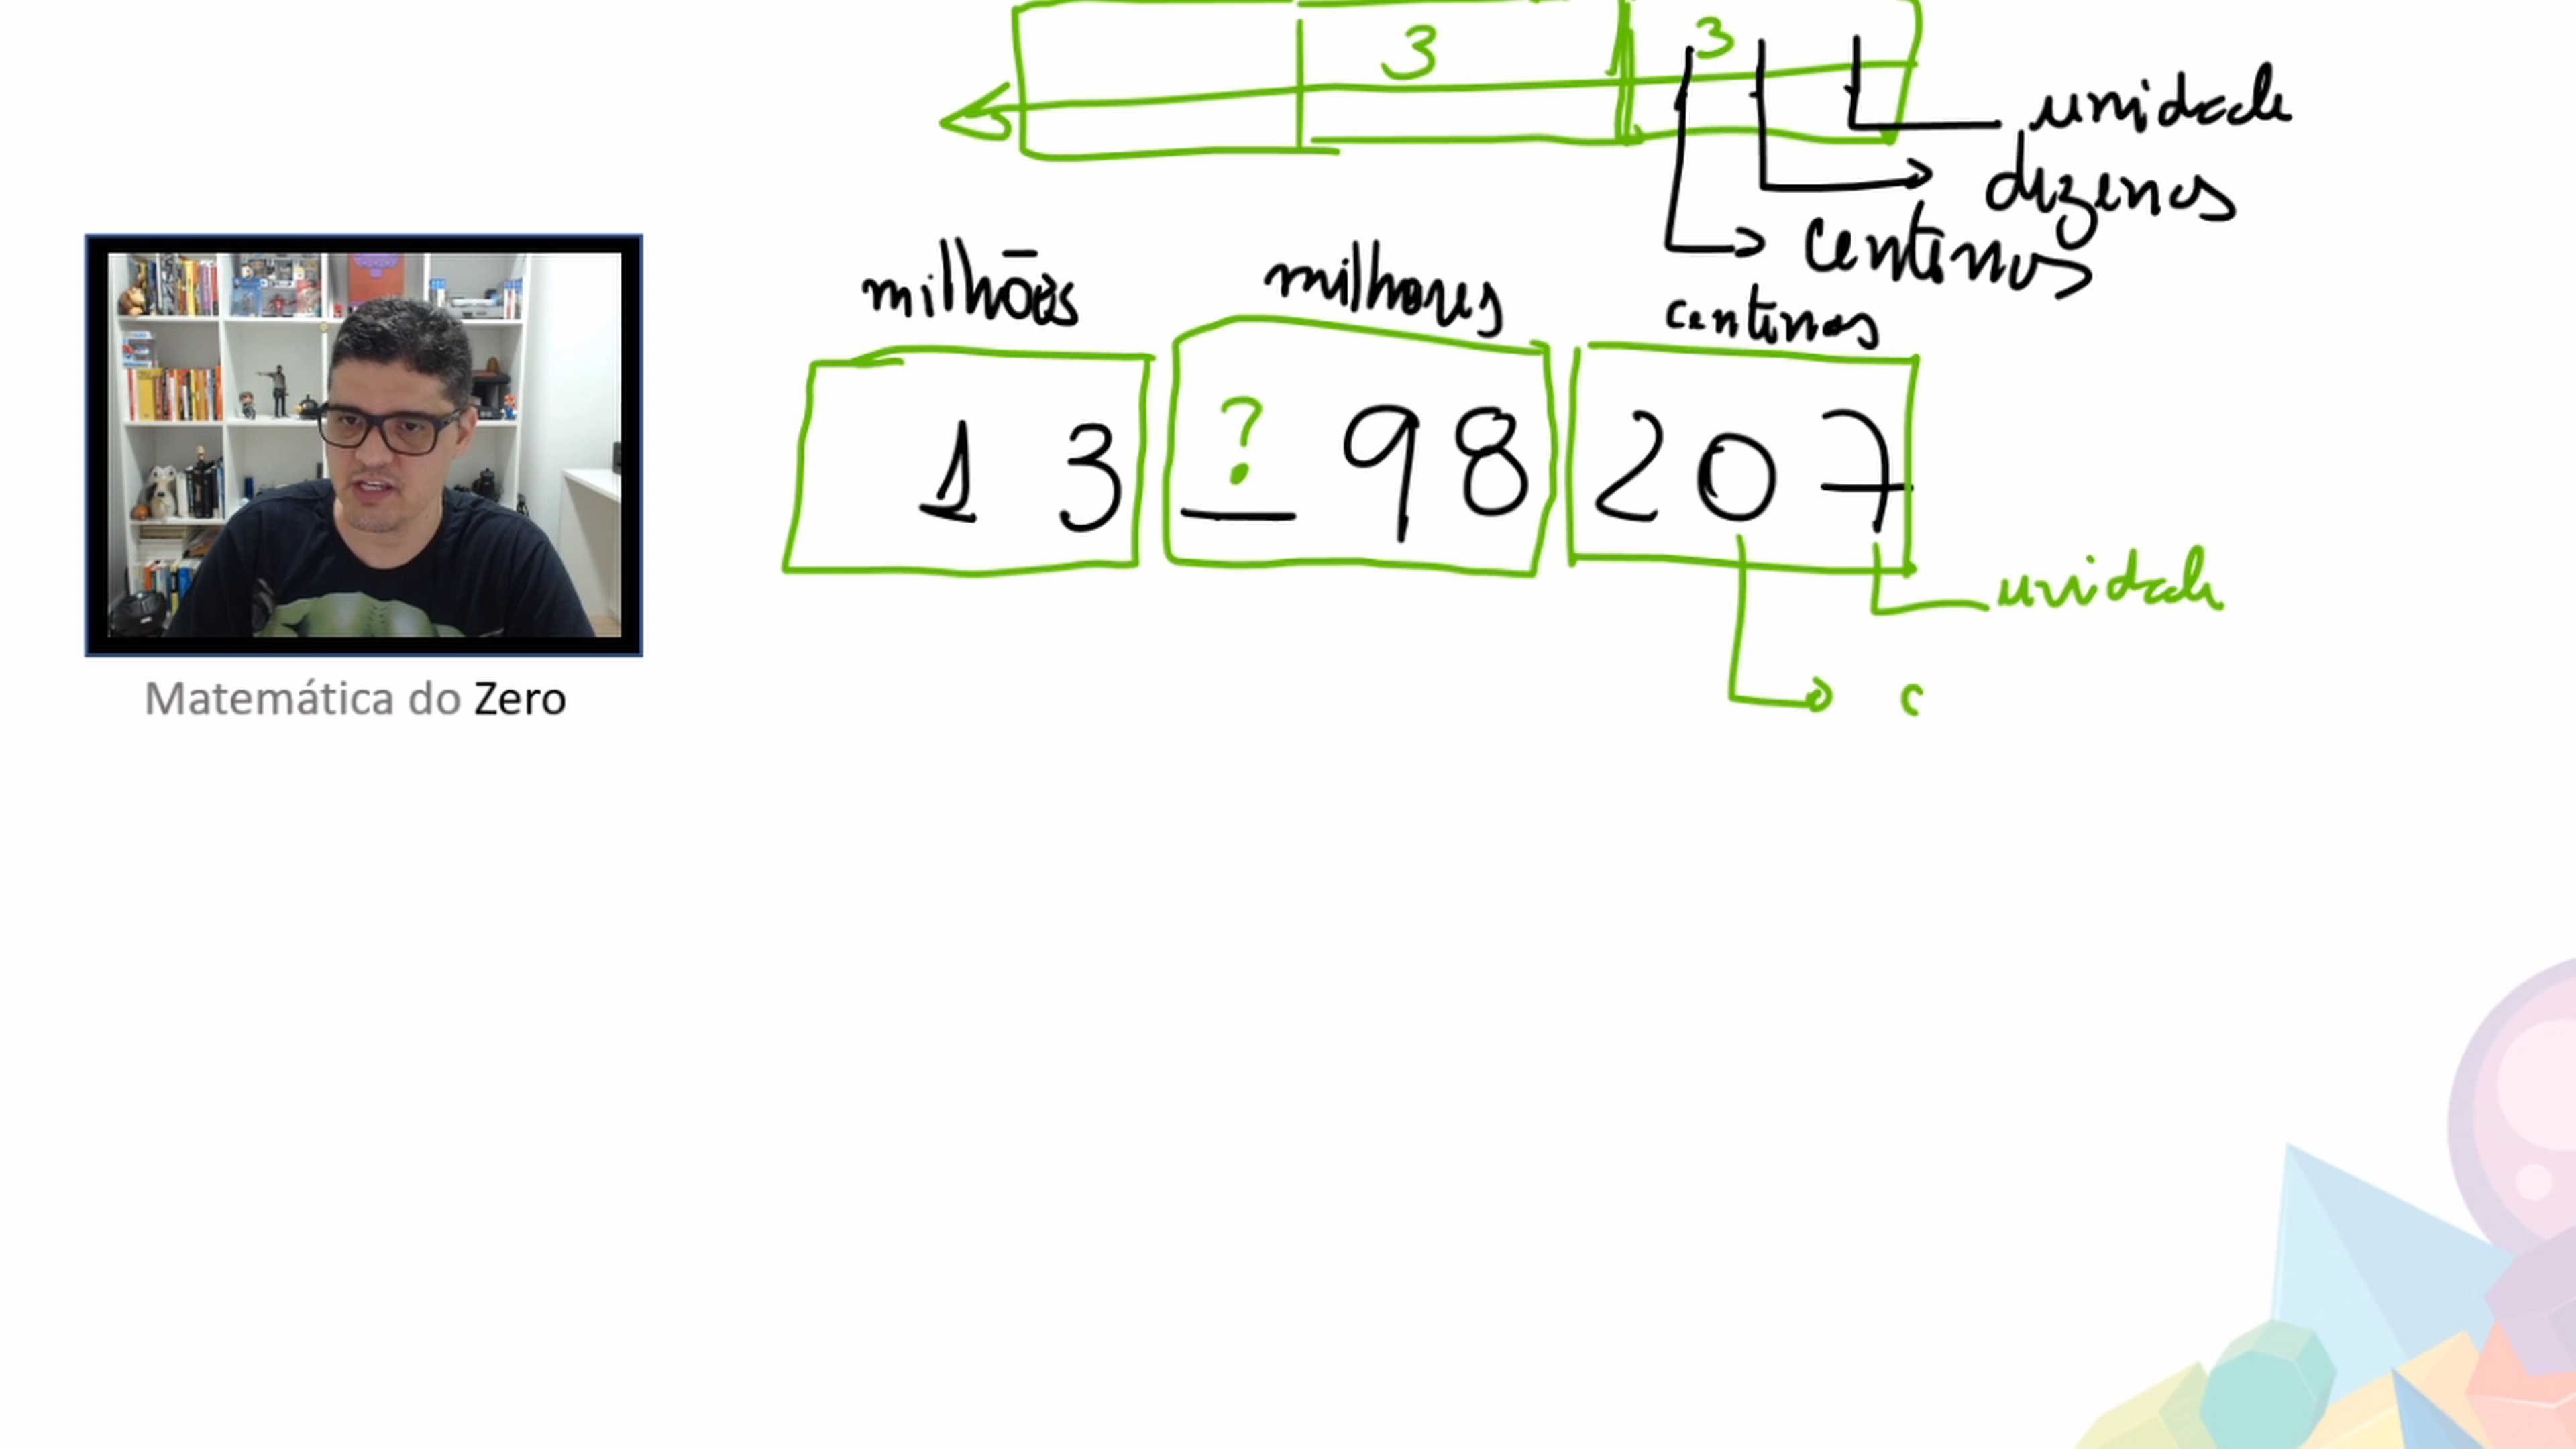 3 3
unidade
dezenas
centenas
milhões milhares centenas
1 3 ? 98 207
unidade
Matemática do Zero
c